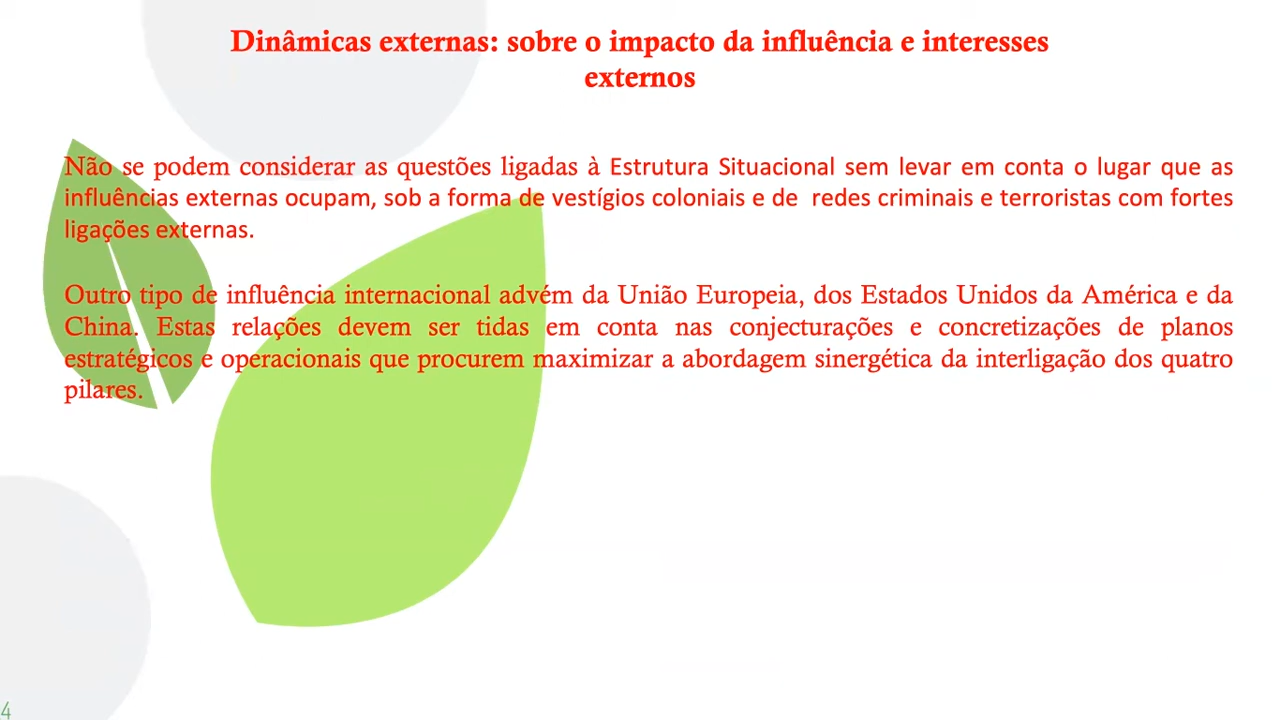 Dinâmicas externas: sobre o impacto da influência e interesses
externos
Não se podem considerar as questões ligadas à Estrutura Situacional sem levar em conta o lugar que as
influências externas ocupam, sob a forma de vestígios coloniais e de redes criminais e terroristas com fortes
ligações externas.
Outro tipo de influência internacional advém da União Europeia, dos Estados Unidos da América e da
China. Estas relações devem ser tidas em conta nas conjecturações e concretizações de planos
estratégicos e operacionais que procurem maximizar a abordagem sinergética da interligação dos quatro
pilares.
4